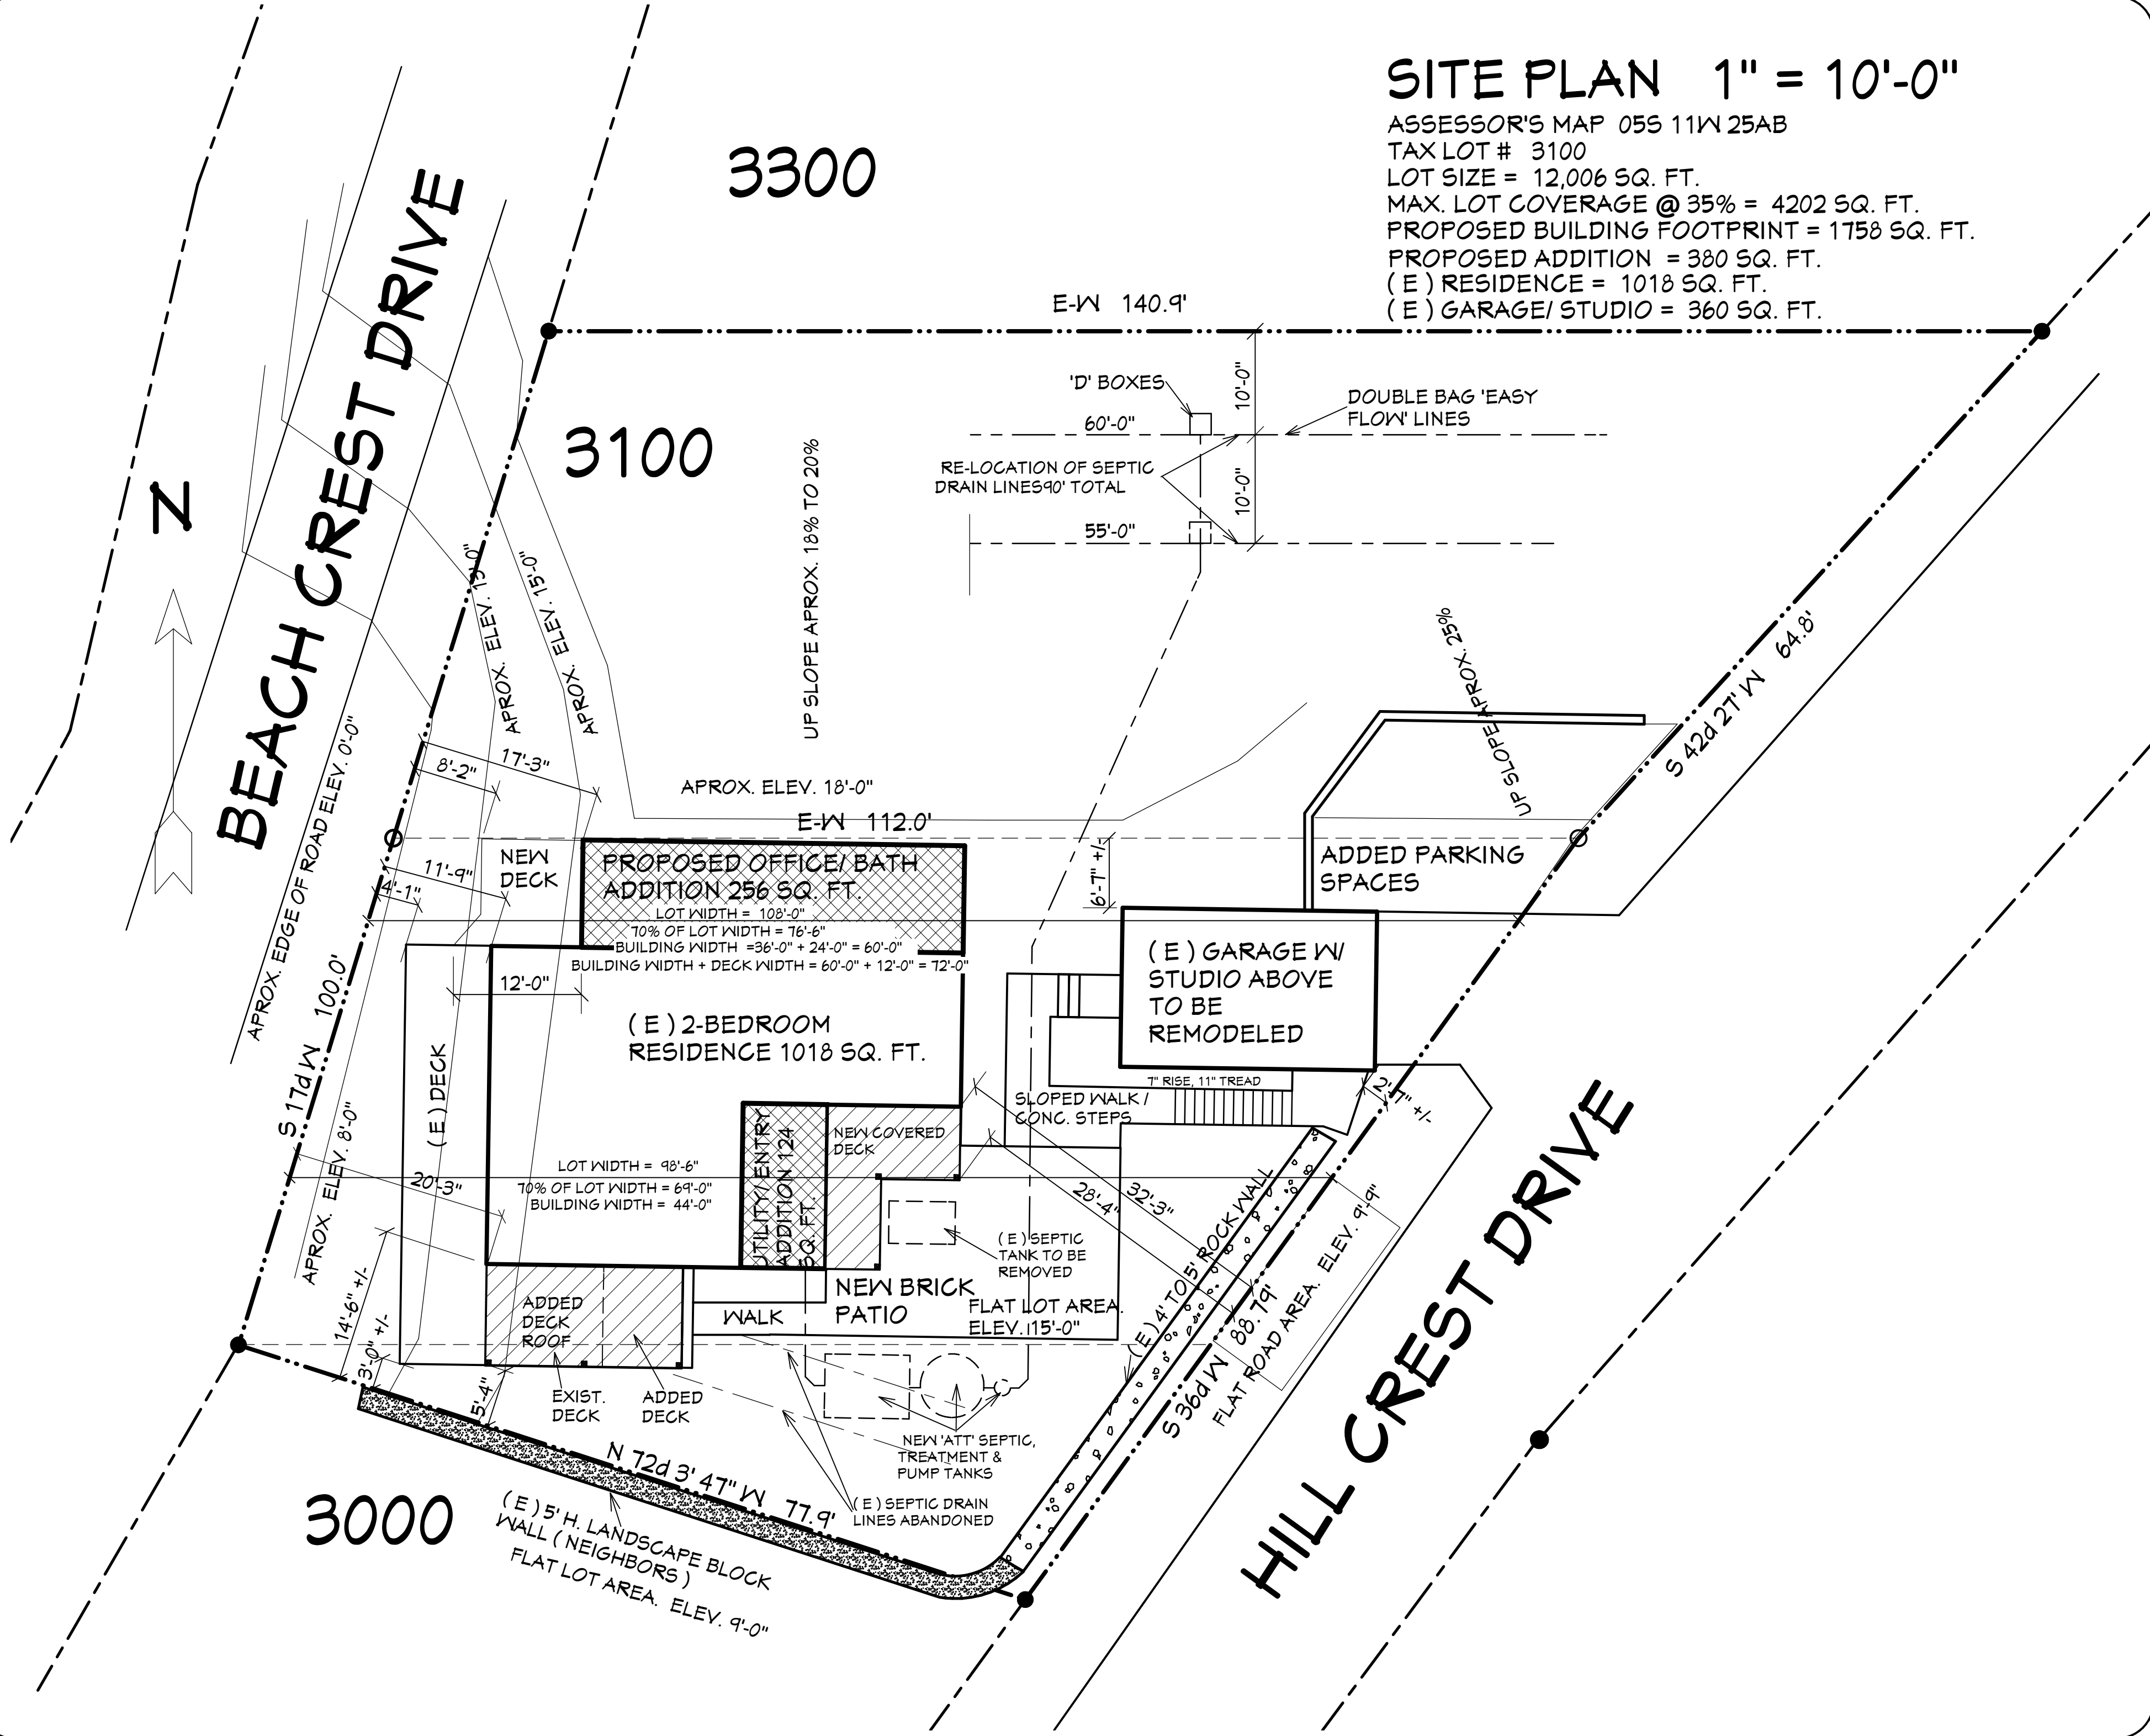 SITE PLAN 1" = 10'-0"
ASSESSOR'S MAP 05S 11W 25AB
TAX LOT # 3100
LOT SIZE = 12,006 SQ. FT.
MAX. LOT COVERAGE @ 35% = 4202 SQ. FT.
PROPOSED BUILDING FOOTPRINT = 1758 SQ. FT.
PROPOSED ADDITION = 380 SQ. FT.
( E ) RESIDENCE = 1018 SQ. FT.
( E ) GARAGE/ STUDIO = 360 SQ. FT.
3300
BEACH CREST DRIVE
N
E-W 140.9'
3100
'D' BOXES
60'-0"
10'-0"
DOUBLE BAG 'EASY
FLOW' LINES
RE-LOCATION OF SEPTIC
DRAIN LINES90' TOTAL
10'-0"
55'-0"
UP SLOPE APROX. 18% TO 20%
APROX. ELEV. 13'-0"
APROX. ELEV. 15'-0"
UP SLOPE APROX. 25%
S 42d 27' W 64.8'
APROX. EDGE OF ROAD ELEV. 0'-0"
17'-3"
8'-2"
APROX. ELEV. 18'-0"
E-W 112.0'
11'-9"
4'-1"
NEW
DECK
PROPOSED OFFICE/ BATH
ADDITION 256 SQ. FT.
LOT WIDTH = 108'-0"
70% OF LOT WIDTH = 76'-6"
BUILDING WIDTH =36'-0" + 24'-0" = 60'-0"
BUILDING WIDTH + DECK WIDTH = 60'-0" + 12'-0" = 72'-0"
6'-7" +/-
ADDED PARKING
SPACES
( E ) GARAGE W/
STUDIO ABOVE
TO BE
REMODELED
12'-0"
S 17d W 100.0'
( E ) 2-BEDROOM
RESIDENCE 1018 SQ. FT.
( E ) DECK
APROX. ELEV. 8'-0"
7" RISE, 11" TREAD
SLOPED WALK /
CONC. STEPS
2'-7" +/-
NEW COVERED
DECK
UTILITY/ ENTRY
ADDITION 124
SQ. FT.
LOT WIDTH = 98'-6"
70% OF LOT WIDTH = 69'-0"
BUILDING WIDTH = 44'-0"
20'-3"
28'-4"
32'-3"
( E ) SEPTIC
TANK TO BE
REMOVED
( E ) 4' TO 5' ROCK WALL
FLAT ROAD AREA. ELEV. 9'-9"
S 36d W 88.79'
HILL CREST DRIVE
14'-6" +/-
3'-0" +/-
5'-4"
ADDED
DECK
ROOF
WALK
NEW BRICK
PATIO
FLAT LOT AREA.
ELEV. 15'-0"
EXIST.
DECK
ADDED
DECK
NEW 'ATT' SEPTIC,
TREATMENT &
PUMP TANKS
( E ) SEPTIC DRAIN
LINES ABANDONED
N 72d 3' 47" W 77.9'
3000
( E ) 5' H. LANDSCAPE BLOCK
WALL ( NEIGHBORS )
FLAT LOT AREA. ELEV. 9'-0"